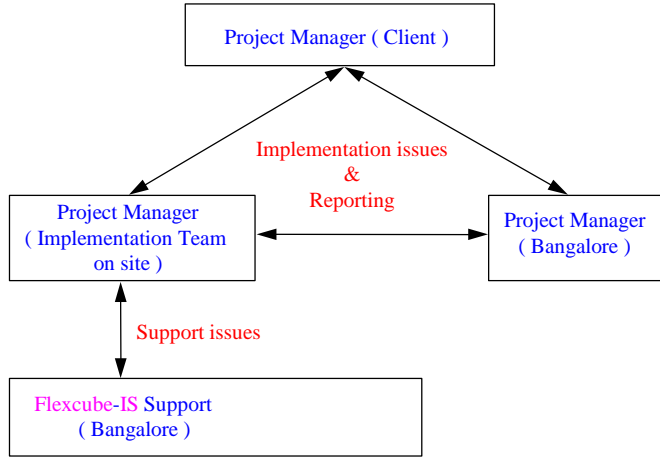 Project Manager ( Client )
Implementation issues
&
Reporting
Project Manager
( Implementation Team
on site )
Project Manager
( Bangalore )
Support issues
Flexcube-IS Support
( Bangalore )